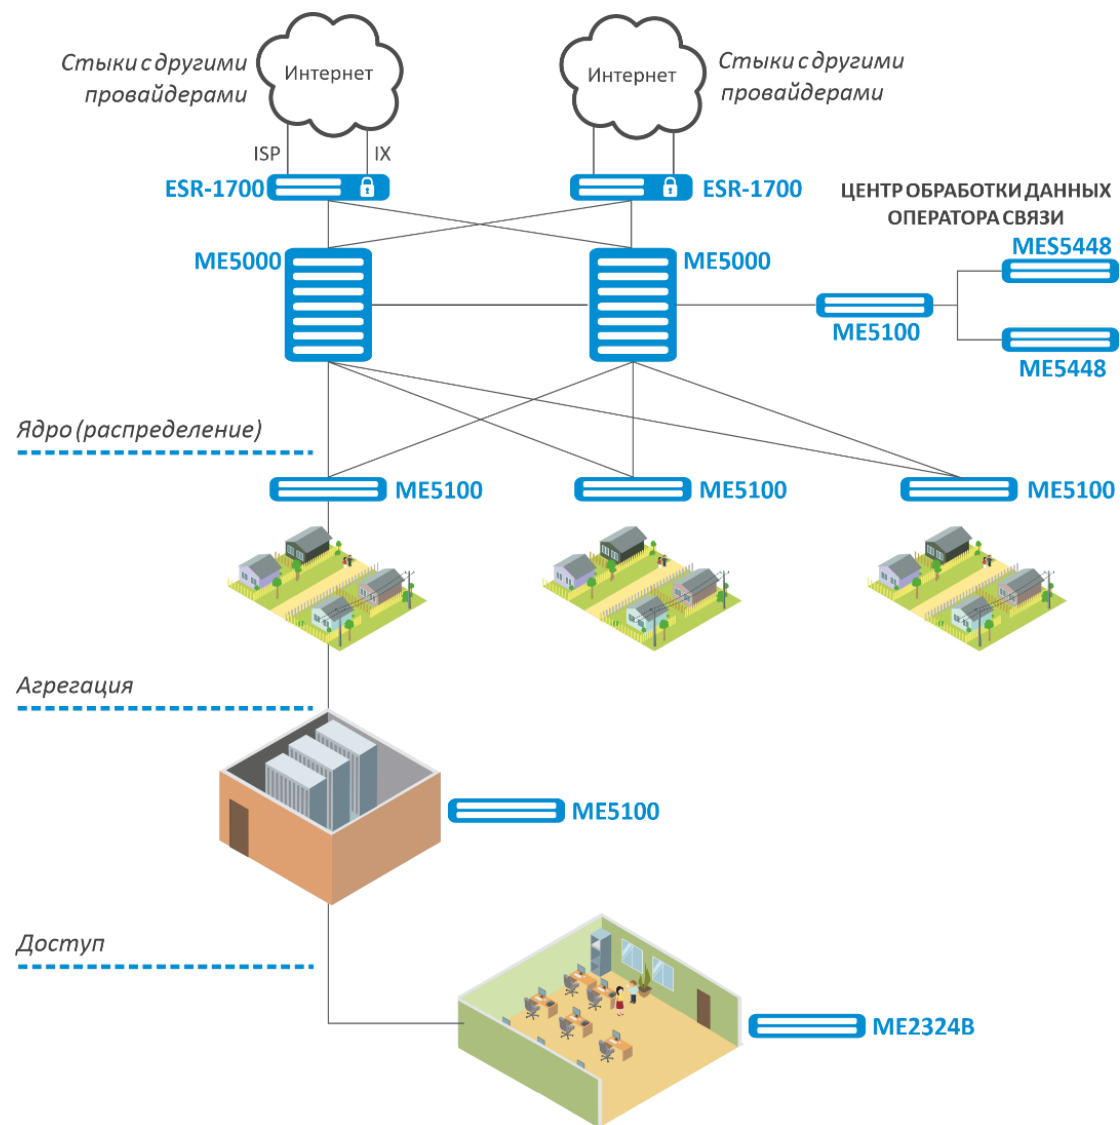 Стыки с другими
провайдерами
Интернет
Интернет
Стыки с другими
провайдерами
ISP
IX
ESR-1700
ESR-1700
ЦЕНТР ОБРАБОТКИ ДАННЫХ
ОПЕРАТОРА СВЯЗИ
ME5000
ME5000
MES5448
ME5100
ME5448
Ядро (распределение)
ME5100
ME5100
ME5100
Агрегация
ME5100
Доступ
ME2324B